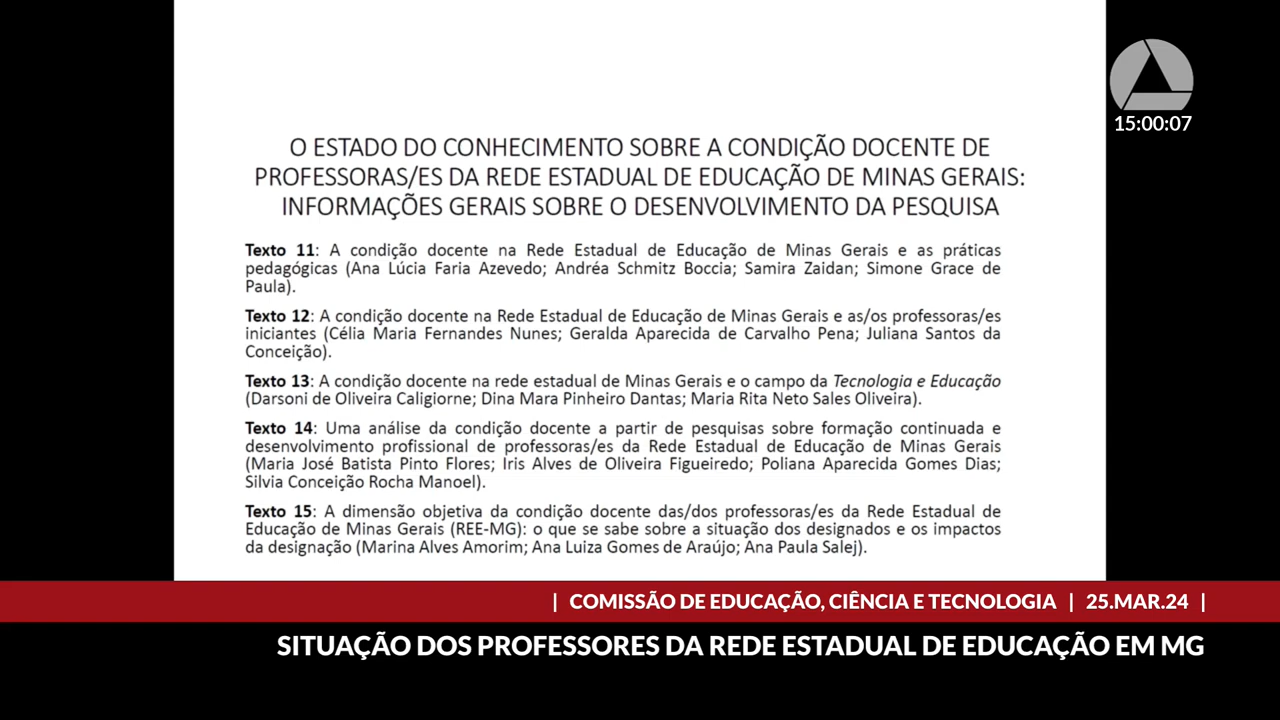 15:00:07
O ESTADO DO CONHECIMENTO SOBRE A CONDIÇÃO DOCENTE DE
PROFESSORAS/ES DA REDE ESTADUAL DE EDUCAÇÃO DE MINAS GERAIS:
INFORMAÇÕES GERAIS SOBRE O DESENVOLVIMENTO DA PESQUISA
Texto 11: A condição docente na Rede Estadual de Educação de Minas Gerais e as práticas
pedagógicas (Ana Lúcia Faria Azevedo; Andréa Schmitz Boccia; Samira Zaidan; Simone Grace de
Paula).
Texto 12: A condição docente na Rede Estadual de Educação de Minas Gerais e as/os professoras/es
iniciantes (Célia Maria Fernandes Nunes; Geralda Aparecida de Carvalho Pena; Juliana Santos da
Conceição).
Texto 13: A condição docente na rede estadual de Minas Gerais e o campo da Tecnologia e Educação
(Darsoni de Oliveira Caligiorne; Dina Mara Pinheiro Dantas; Maria Rita Neto Sales Oliveira).
Texto 14: Uma análise da condição docente a partir de pesquisas sobre formação continuada e
desenvolvimento profissional de professoras/es da Rede Estadual de Educação de Minas Gerais
(Maria José Batista Pinto Flores; Iris Alves de Oliveira Figueiredo; Poliana Aparecida Gomes Dias;
Silvia Conceição Rocha Manoel).
Texto 15: A dimensão objetiva da condição docente das/dos professoras/es da Rede Estadual de
Educação de Minas Gerais (REE-MG): o que se sabe sobre a situação dos designados e os impactos
da designação (Marina Alves Amorim; Ana Luiza Gomes de Araújo; Ana Paula Salej).
| COMISSÃO DE EDUCAÇÃO, CIÊNCIA E TECNOLOGIA | 25.MAR.24 |
SITUAÇÃO DOS PROFESSORES DA REDE ESTADUAL DE EDUCAÇÃO EM MG